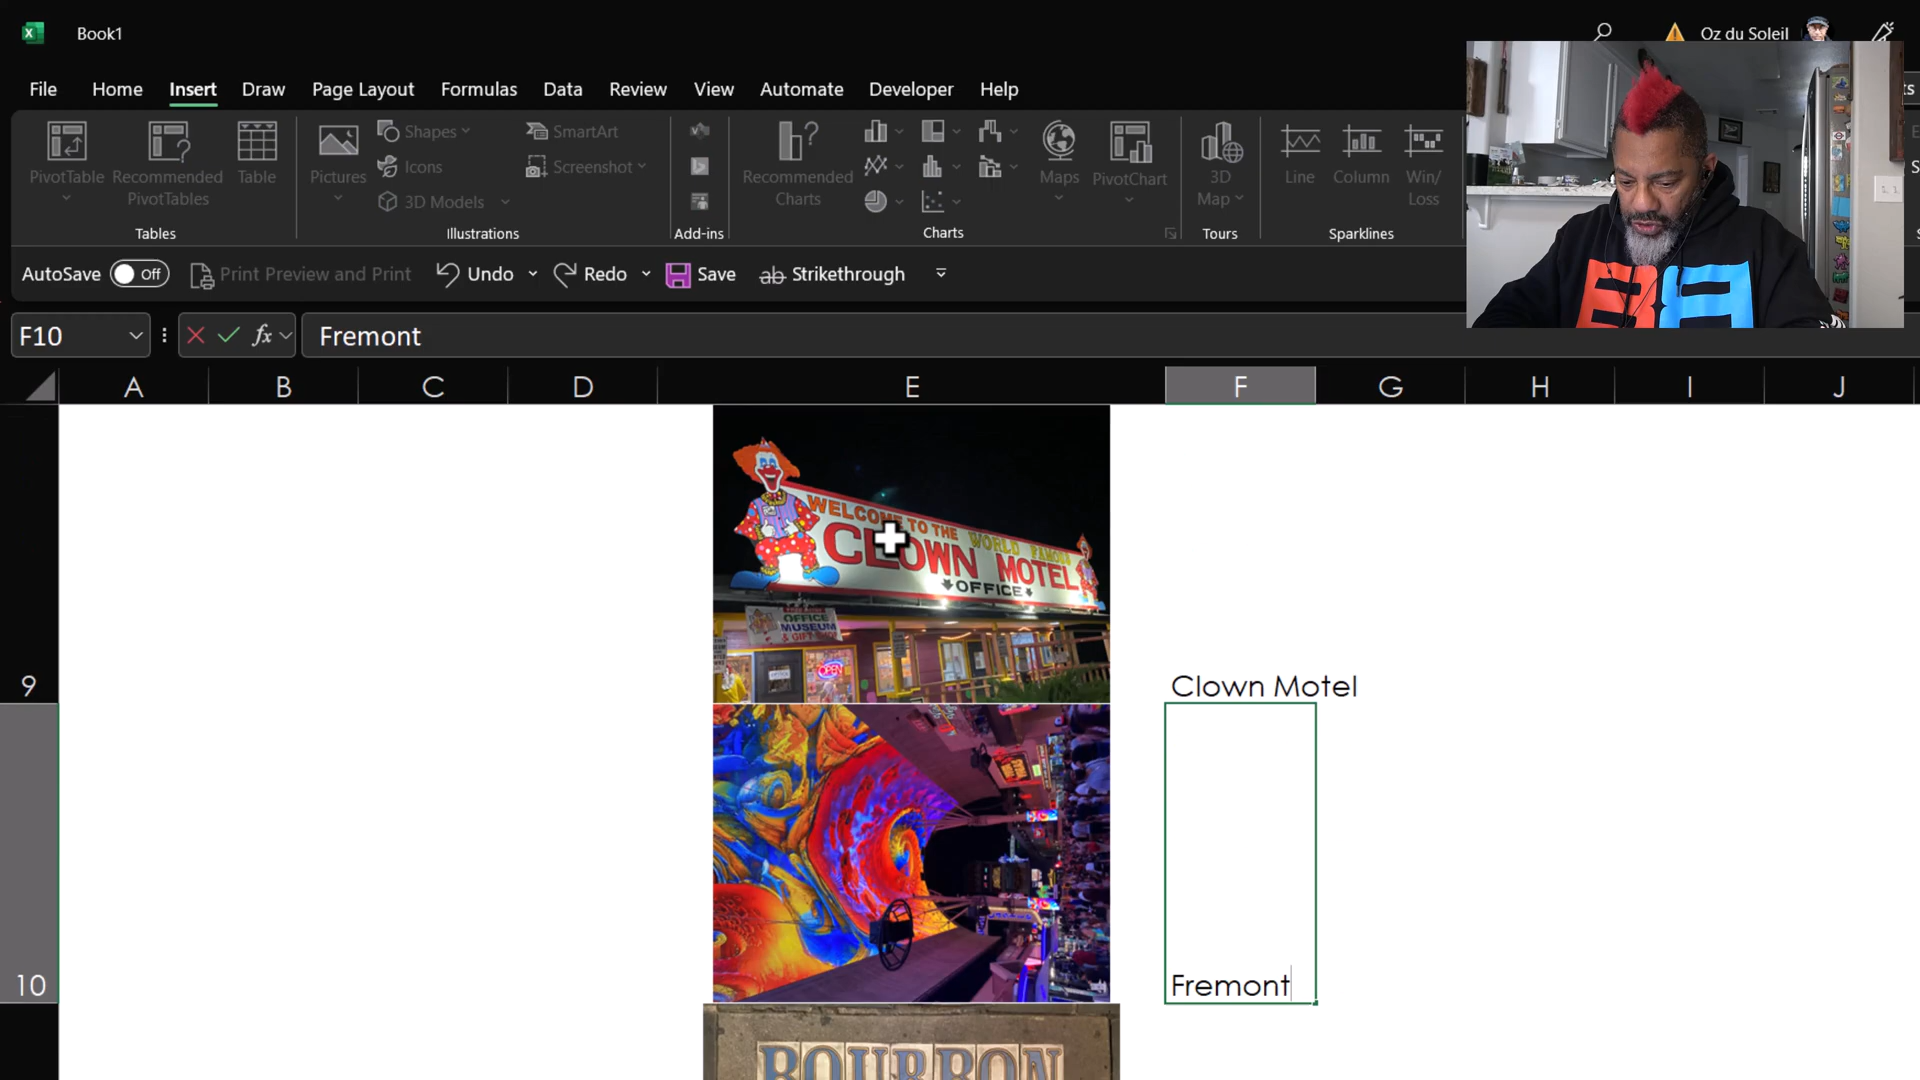 Book1
Oz du Soleil
File Home Insert Draw Page Layout Formulas Data Review View Automate Developer Help
PivotTable
Recommended PivotTables
Table
Tables
Pictures
Shapes
Icons
3D Models
SmartArt
Screenshot
Illustrations
Add-ins
Recommended Charts
Maps
PivotChart
Charts
3D Map
Tours
Line
Column
Win/ Loss
Sparklines
AutoSave Off Print Preview and Print Undo Redo Save ab Strikethrough
F10 fx Fremont
A B C D E F G H I J
WELCOME TO THE WORLD FAMOUS
CLOWN MOTEL
OFFICE
OFFICE
MUSEUM
& GIFT
OPEN
9 Clown Motel
10 Fremont
BOURBON